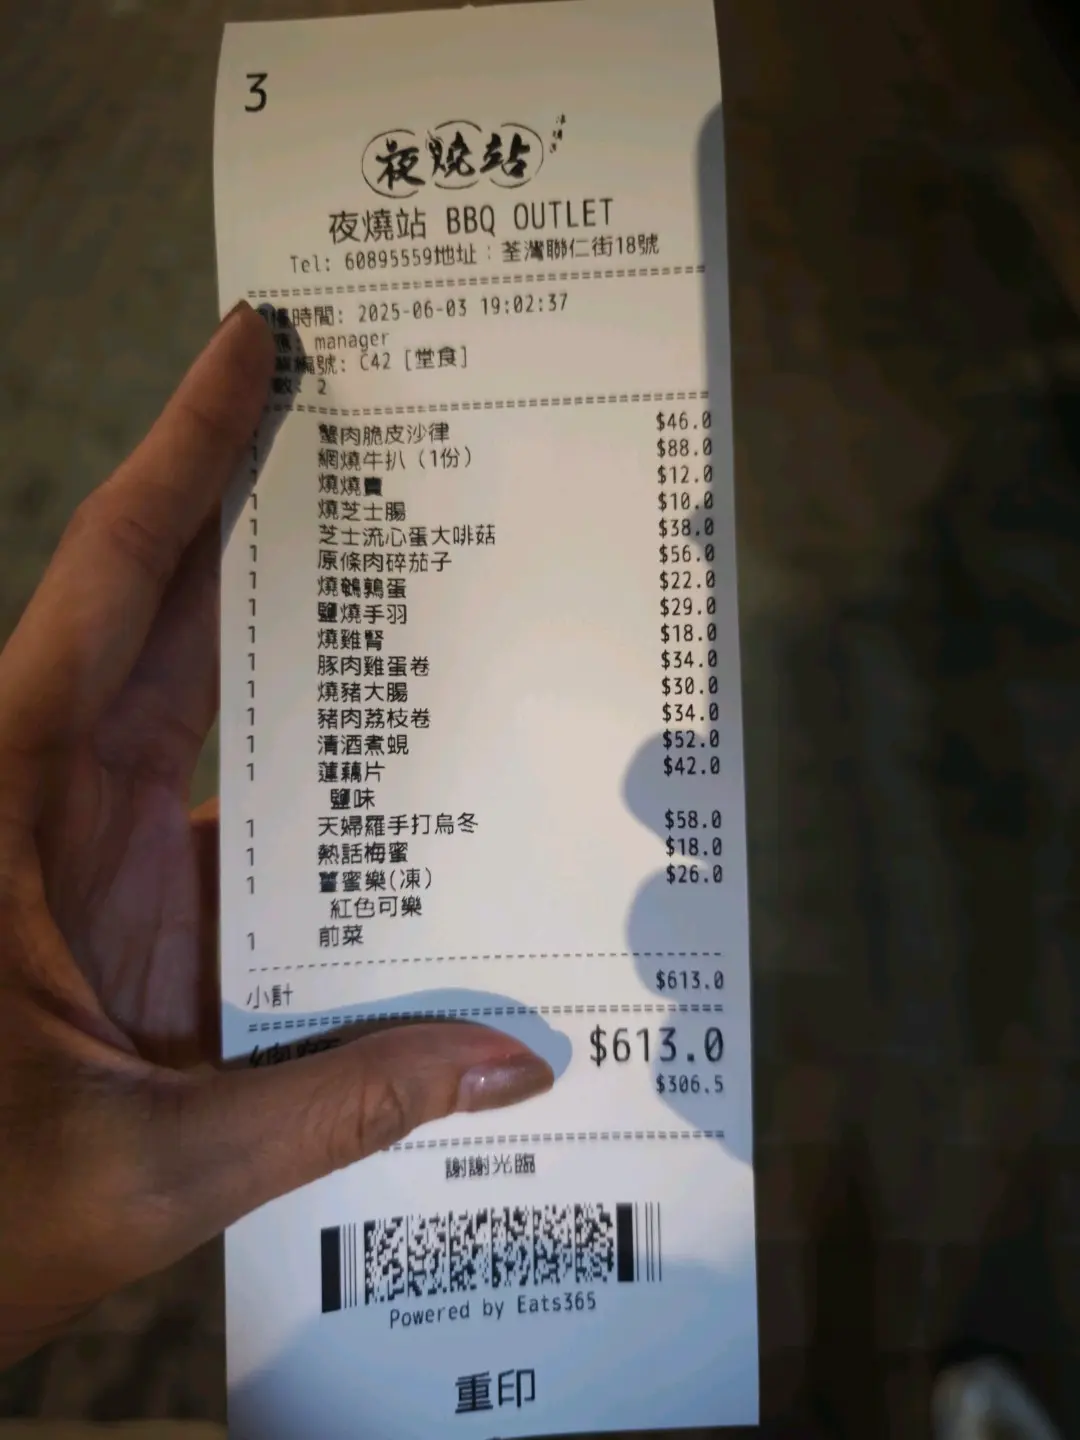 3
夜燒站
夜燒站 BBQ OUTLET
Tel: 60895559地址：荃灣聯仁街18號
時間: 2025-06-03 19:02:37
manager
編號: C42 [堂食]
數: 2
蟹肉脆皮沙律 $46.0
1 網燒牛扒 (1份) $88.0
1 燒燒賣 $12.0
1 燒芝士腸 $10.0
1 芝士流心蛋大啡菇 $38.0
1 原條肉碎茄子 $56.0
1 燒鵪鶉蛋 $22.0
1 鹽燒手羽 $29.0
1 燒雞腎 $18.0
1 豚肉雞蛋卷 $34.0
1 燒豬大腸 $30.0
1 豬肉荔枝卷 $34.0
1 清酒煮蜆 $52.0
1 蓮藕片 $42.0
鹽味
1 天婦羅手打烏冬 $58.0
1 熱話梅蜜 $18.0
1 薑蜜樂(凍) $26.0
紅色可樂
1 前菜
小計 $613.0
$613.0
$306.5
謝謝光臨
Powered by Eats365
重印